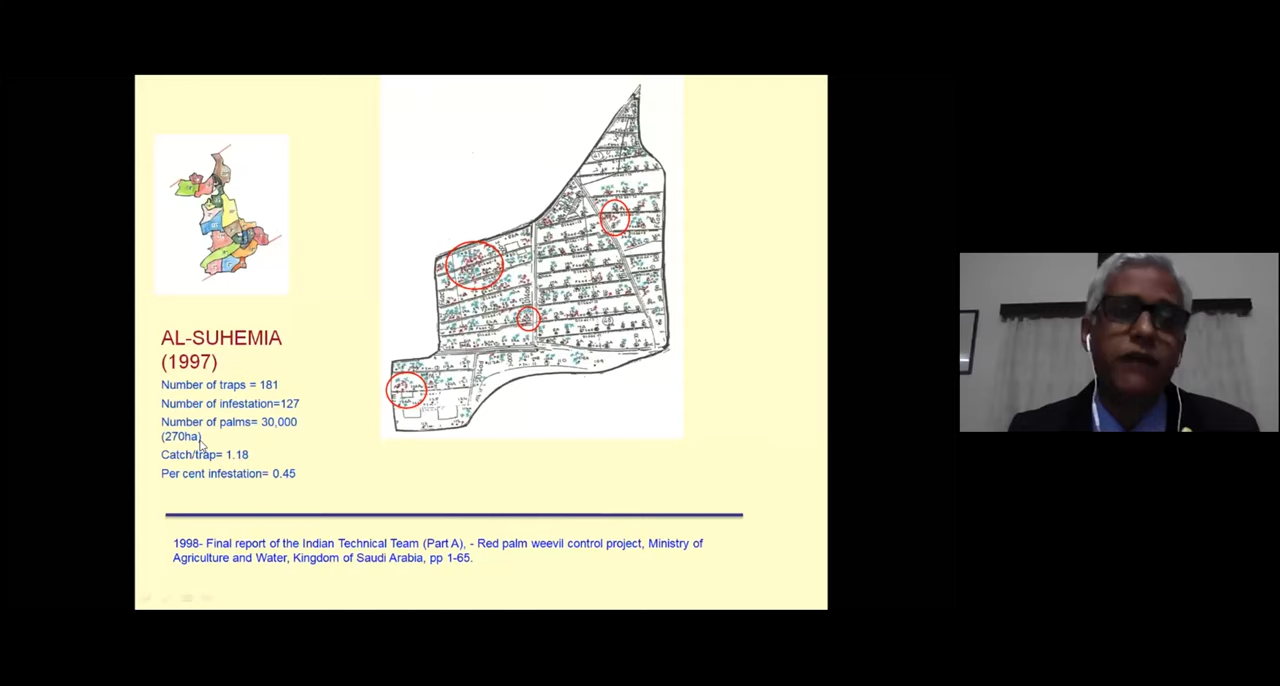 AL-SUHEMIA
(1997)
Number of traps = 181
Number of infestation=127
Number of palms= 30,000
(270ha)
Catch/trap= 1.18
Per cent infestation= 0.45
1998- Final report of the Indian Technical Team (Part A), - Red palm weevil control project, Ministry of
Agriculture and Water, Kingdom of Saudi Arabia, pp 1-65.